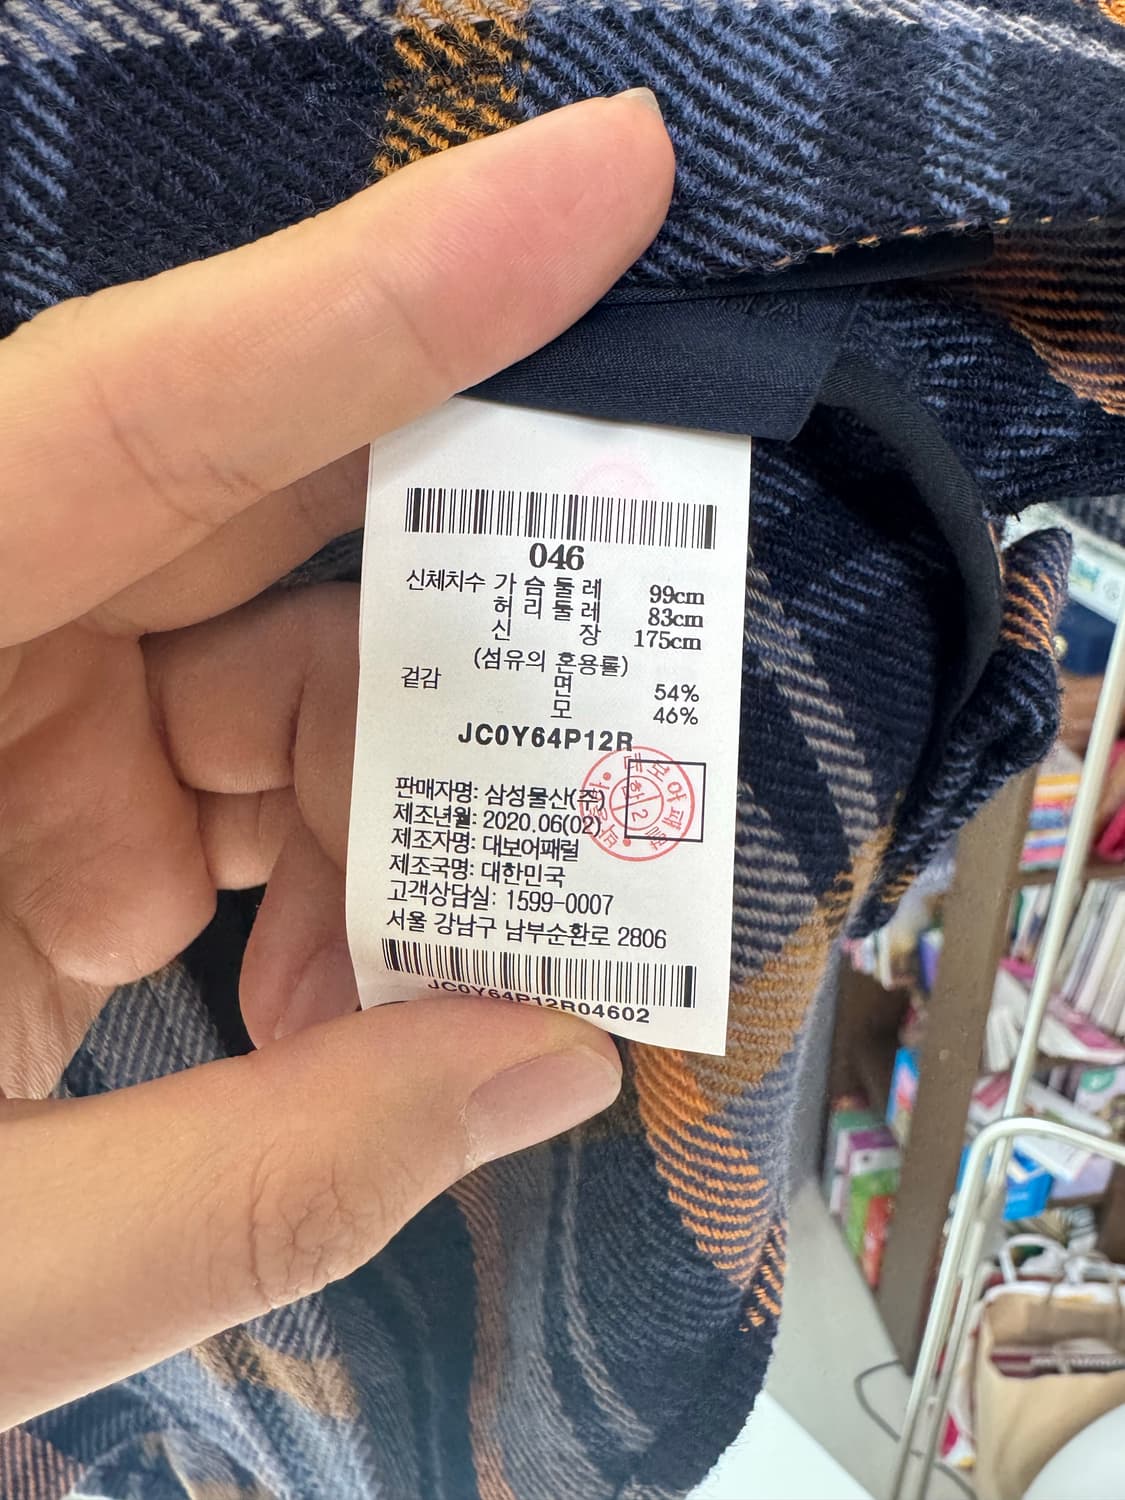 046
신체치수 가슴둘레 99cm
허리둘레 83cm
신 장 175cm
(섬유의 혼용률)
겉감 면 54%
모 46%
JC0Y64P12R
판매자명: 삼성물산(주)
제조년월: 2020.06(02)
제조자명: 대보어패럴
제조국명: 대한민국
고객상담실: 1599-0007
서울 강남구 남부순환로 2806
JC0Y64P12R04602